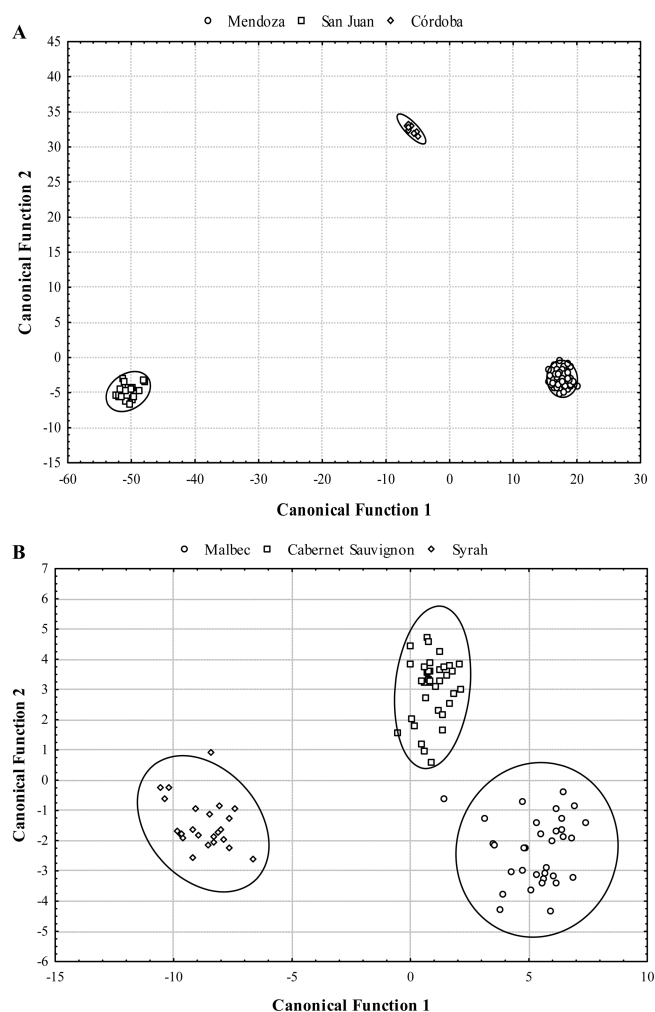 A
Mendoza San Juan Córdoba
45
40
35
30
25
20
15
10
5
0
-5
-10
-15
-60 -50 -40 -30 -20 -10 0 10 20 30
Canonical Function 2
Canonical Function 1
B
Malbec Cabernet Sauvignon Syrah
7
6
5
4
3
2
1
0
-1
-2
-3
-4
-5
-6
-15 -10 -5 0 5 10
Canonical Function 2
Canonical Function 1